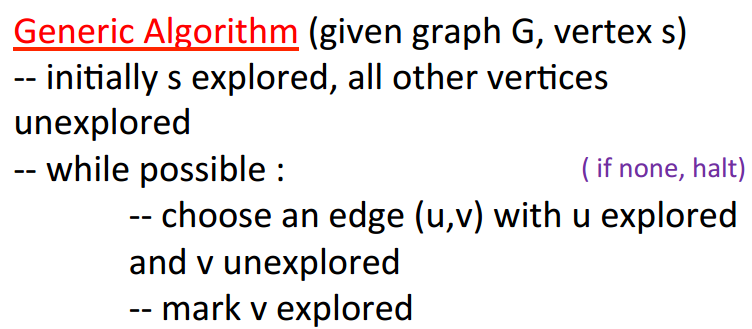 Generic Algorithm (given graph G, vertex s)
-- initially s explored, all other vertices
unexplored
-- while possible : ( if none, halt)
-- choose an edge (u,v) with u explored
and v unexplored
-- mark v explored